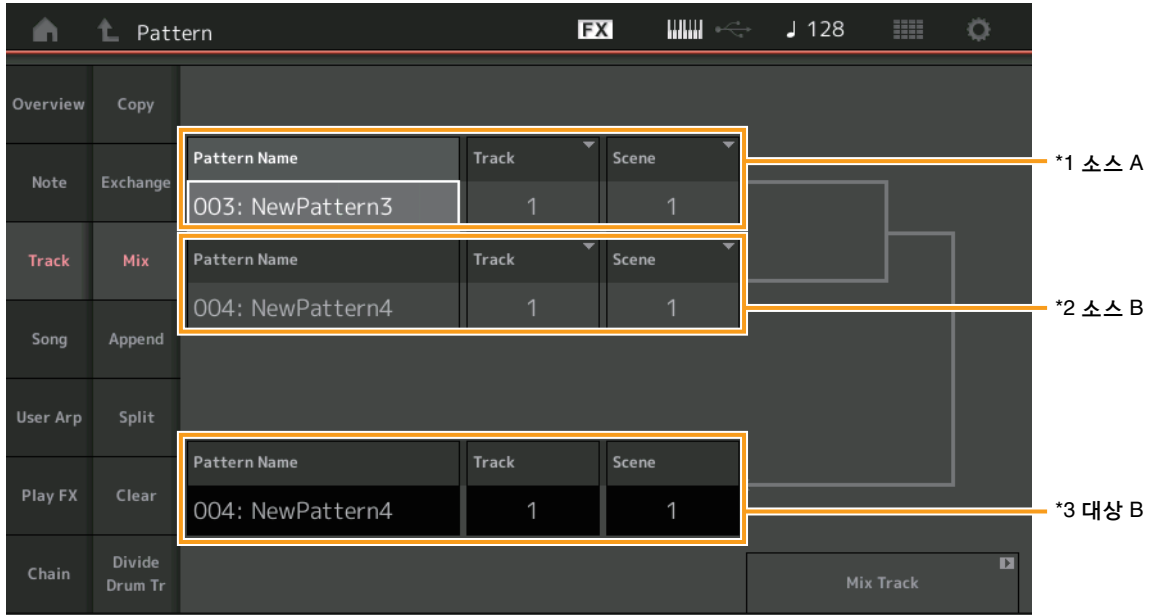 Pattern
FX
♩ 128
Overview
Copy
Pattern Name
Track
Scene
*1 소스 A
Note
Exchange
003: NewPattern3
1
1
Track
Mix
Pattern Name
Track
Scene
004: NewPattern4
1
1
*2 소스 B
Song
Append
User Arp
Split
Pattern Name
Track
Scene
Play FX
Clear
004: NewPattern4
1
1
*3 대상 B
Chain
Divide
Drum Tr
Mix Track